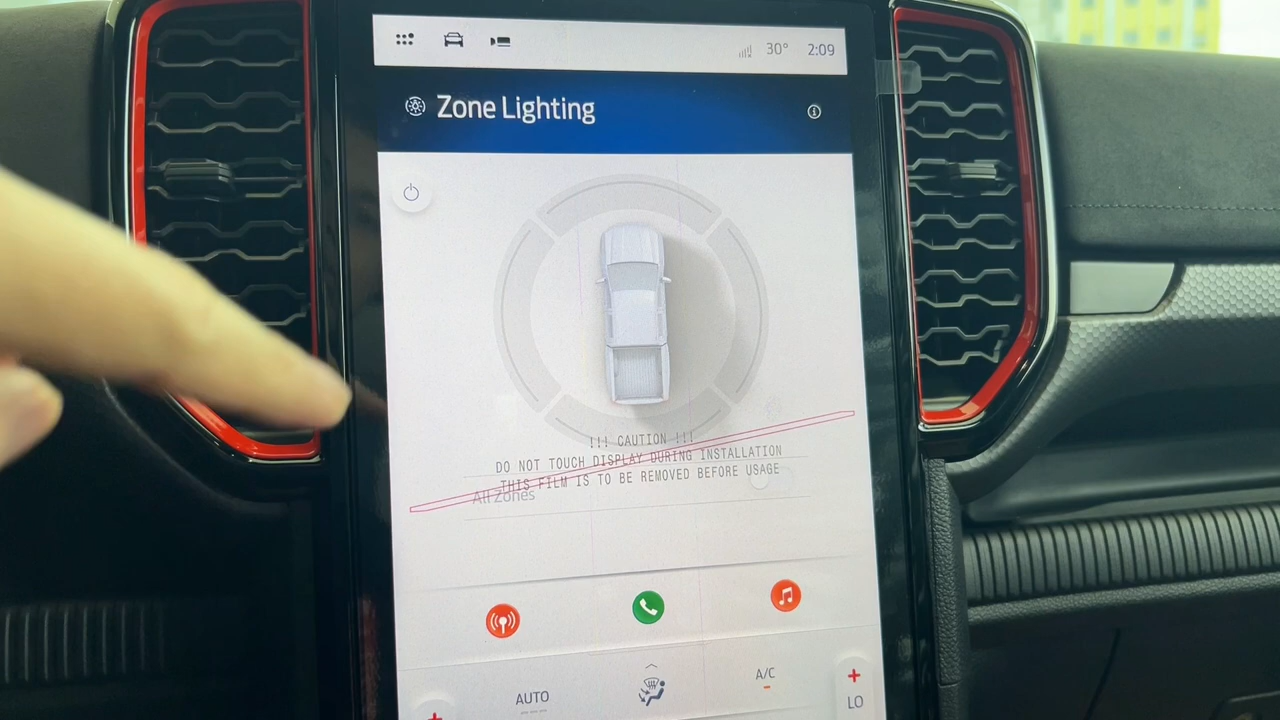 30° 2:09
Zone Lighting
!!! CAUTION !!!
DO NOT TOUCH DISPLAY DURING INSTALLATION
THIS FILM IS TO BE REMOVED BEFORE USAGE
All Zones
AUTO
A/C
LO